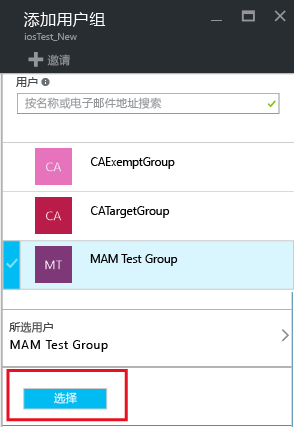 添加用户组
iosTest_New
邀请
用户
按名称或电子邮件地址搜索
CA
CAExemptGroup
CA
CATargetGroup
MT
MAM Test Group
所选用户
MAM Test Group
选择